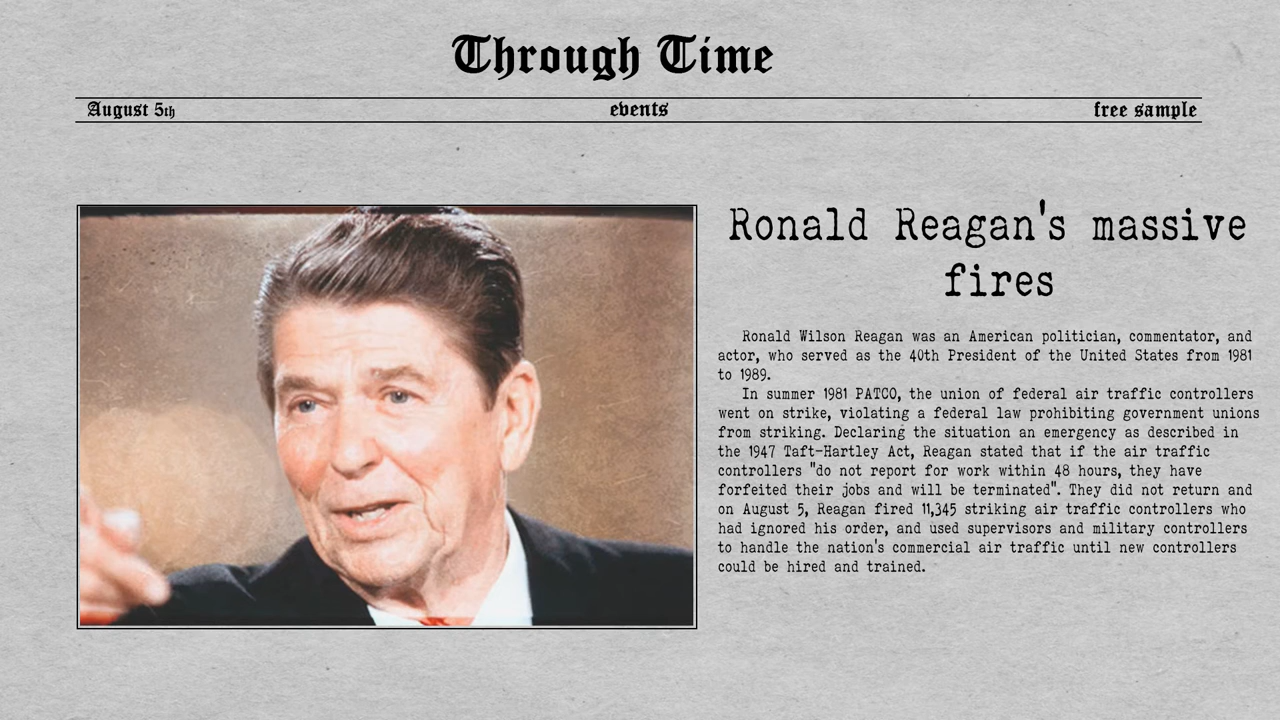 Through Time
August 5th events free sample
Ronald Reagan's massive
fires
Ronald Wilson Reagan was an American politician, commentator, and
actor, who served as the 40th President of the United States from 1981
to 1989.
In summer 1981 PATCO, the union of federal air traffic controllers
went on strike, violating a federal law prohibiting government unions
from striking. Declaring the situation an emergency as described in
the 1947 Taft-Hartley Act, Reagan stated that if the air traffic
controllers "do not report for work within 48 hours, they have
forfeited their jobs and will be terminated". They did not return and
on August 5, Reagan fired 11,345 striking air traffic controllers who
had ignored his order, and used supervisors and military controllers
to handle the nation's commercial air traffic until new controllers
could be hired and trained.